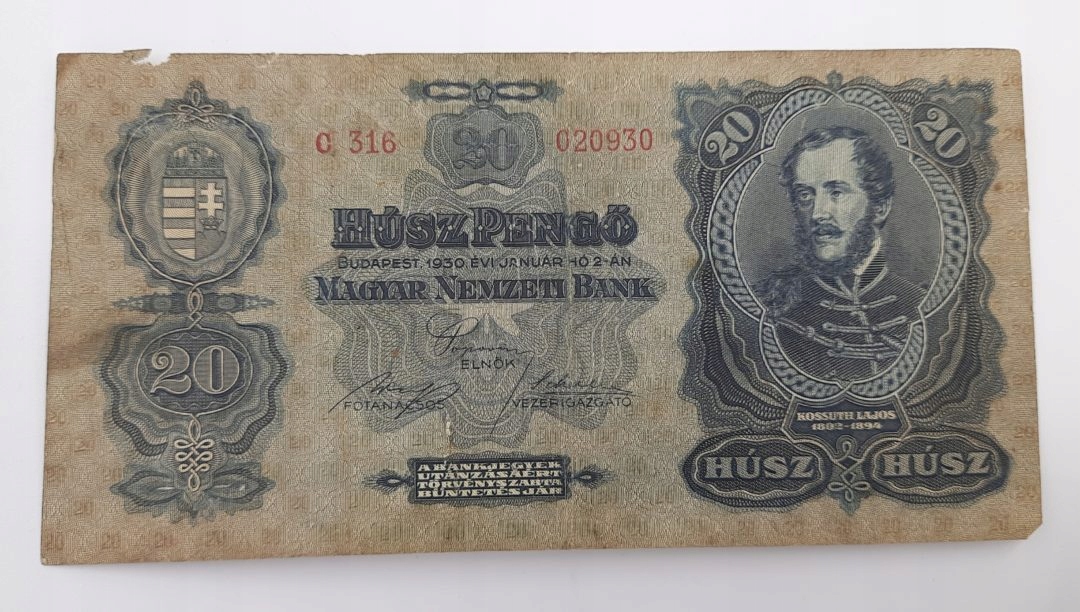 C 316
20
020930
20
20
HÚSZ PENGŐ
BUDAPEST, 1930. ÉVI JANUÁR HÓ 2-ÁN
MAGYAR NEMZETI BANK
ELNÖK
FŐTANÁCSOS
VEZÉRIGAZGATÓ
20
KOSSUTH LAJOS
1802-1894
HÚSZ
HÚSZ
A BANKJEGYEK
UTÁNZÁSÁÉRT
TÖRVÉNYSZABTA
BÜNTETÉS JÁR